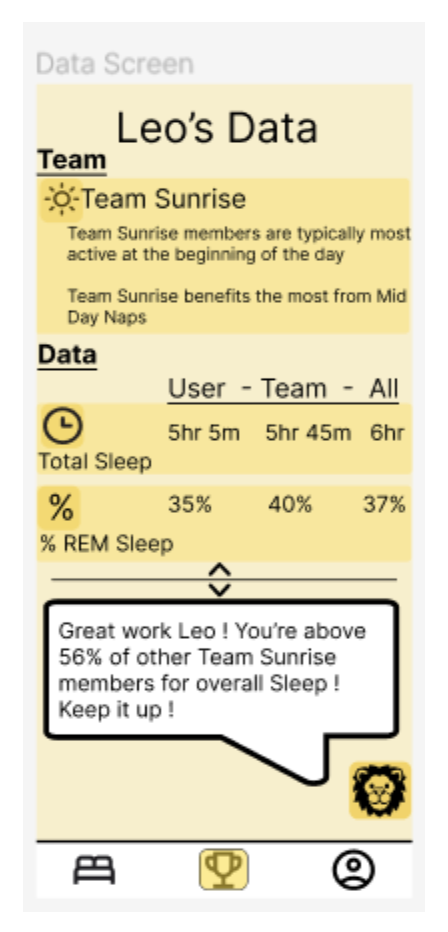 Data Screen
Leo's Data
Team
Team Sunrise
Team Sunrise members are typically most
active at the beginning of the day
Team Sunrise benefits the most from Mid
Day Naps
Data
User - Team - All
5hr 5m 5hr 45m 6hr
Total Sleep
% 35% 40% 37%
% REM Sleep
Great work Leo ! You're above
56% of other Team Sunrise
members for overall Sleep !
Keep it up !